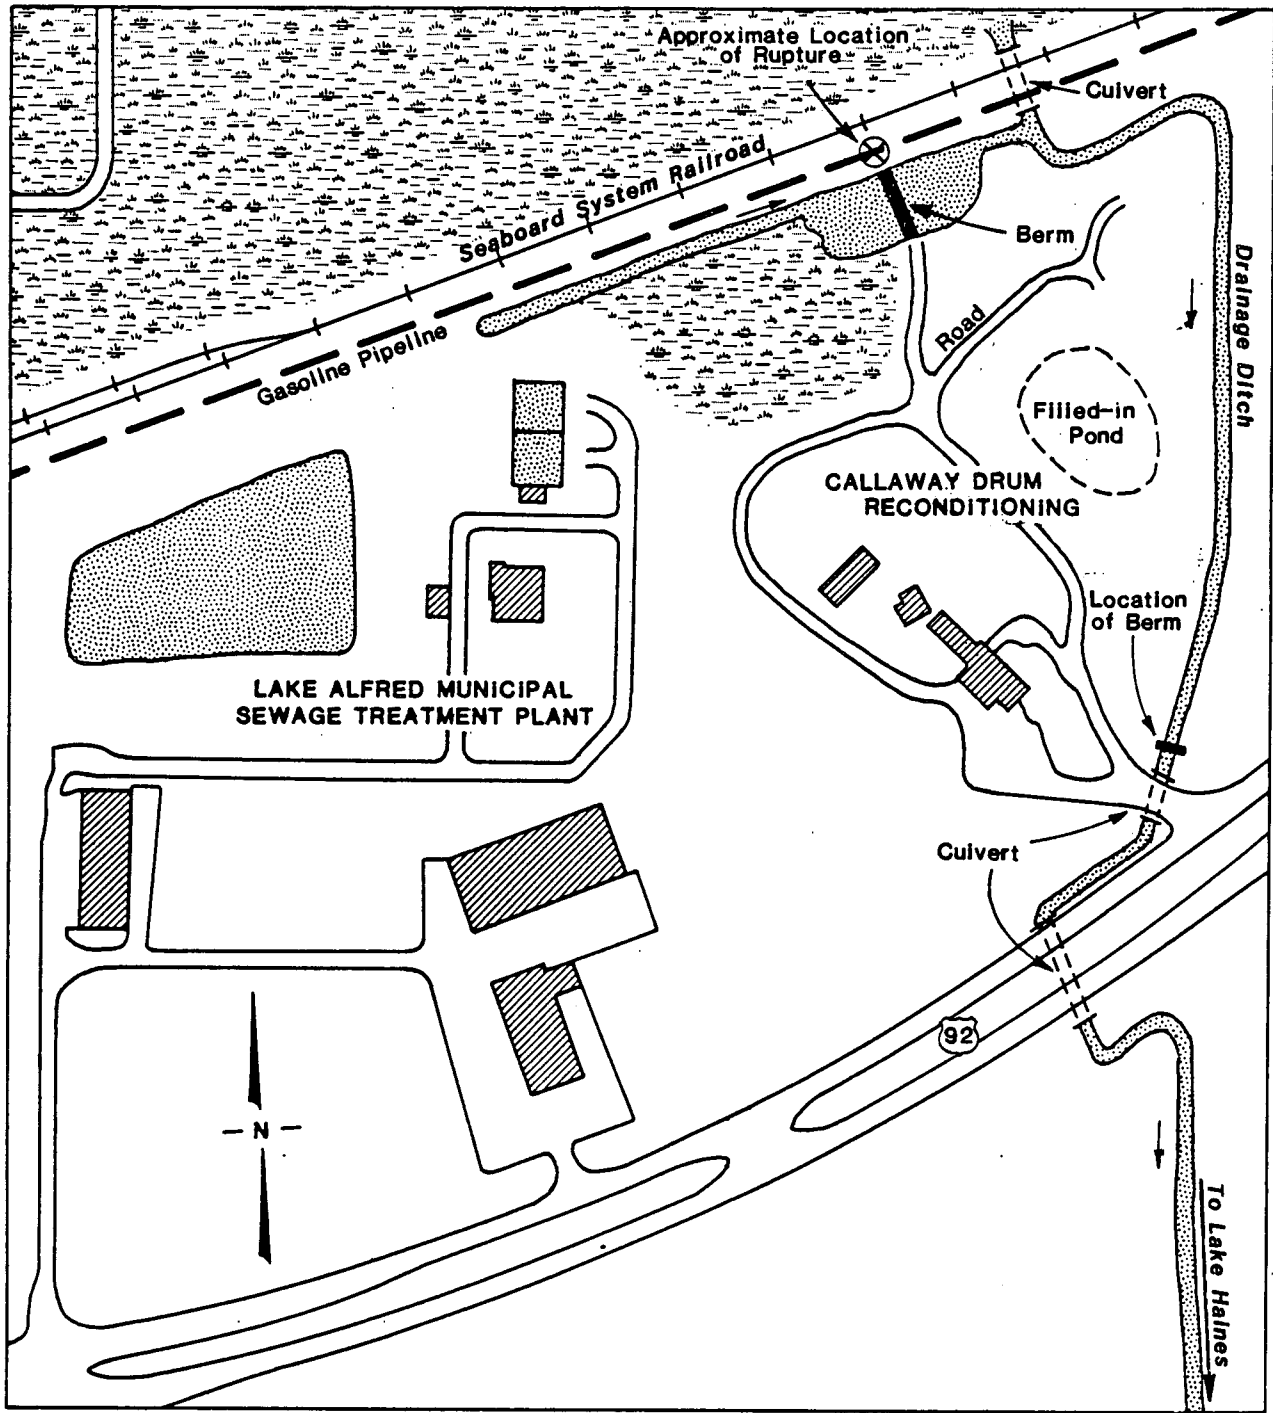 Approximate Location
of Rupture
Culvert
Seaboard System Railroad
Berm
Drainage Ditch
Road
Gasoline Pipeline
Filled-in
Pond
CALLAWAY DRUM
RECONDITIONING
Location
of Berm
LAKE ALFRED MUNICIPAL
SEWAGE TREATMENT PLANT
Culvert
92
N
To Lake Haines